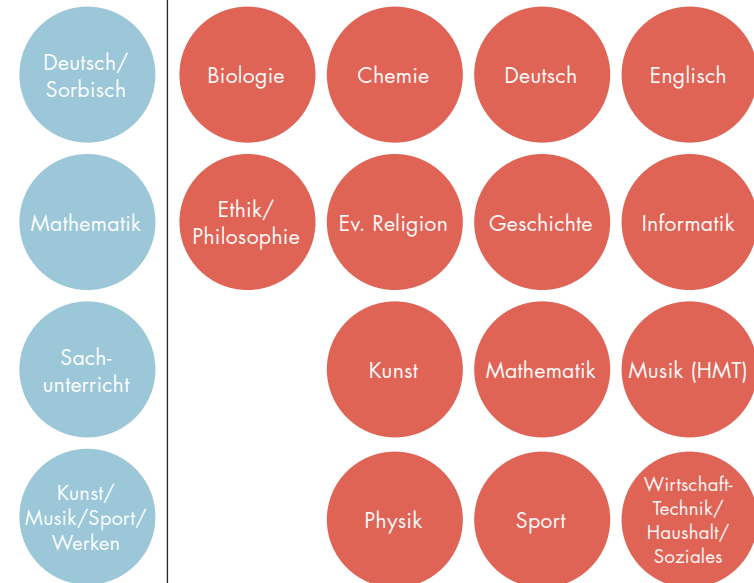 Deutsch/
Sorbisch
Biologie
Chemie
Deutsch
Englisch
Mathematik
Ethik/
Philosophie
Ev. Religion
Geschichte
Informatik
Sach-
unterricht
Kunst
Mathematik
Musik (HMT)
Kunst/
Musik/Sport/
Werken
Physik
Sport
Wirtschaft-
Technik/
Haushalt/
Soziales